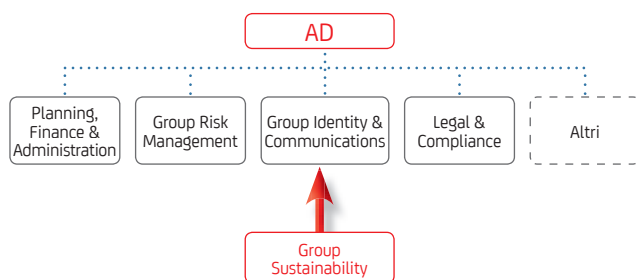 AD
Planning,
Finance &
Administration
Group Risk
Management
Group Identity &
Communications
Legal &
Compliance
Altri
Group
Sustainability